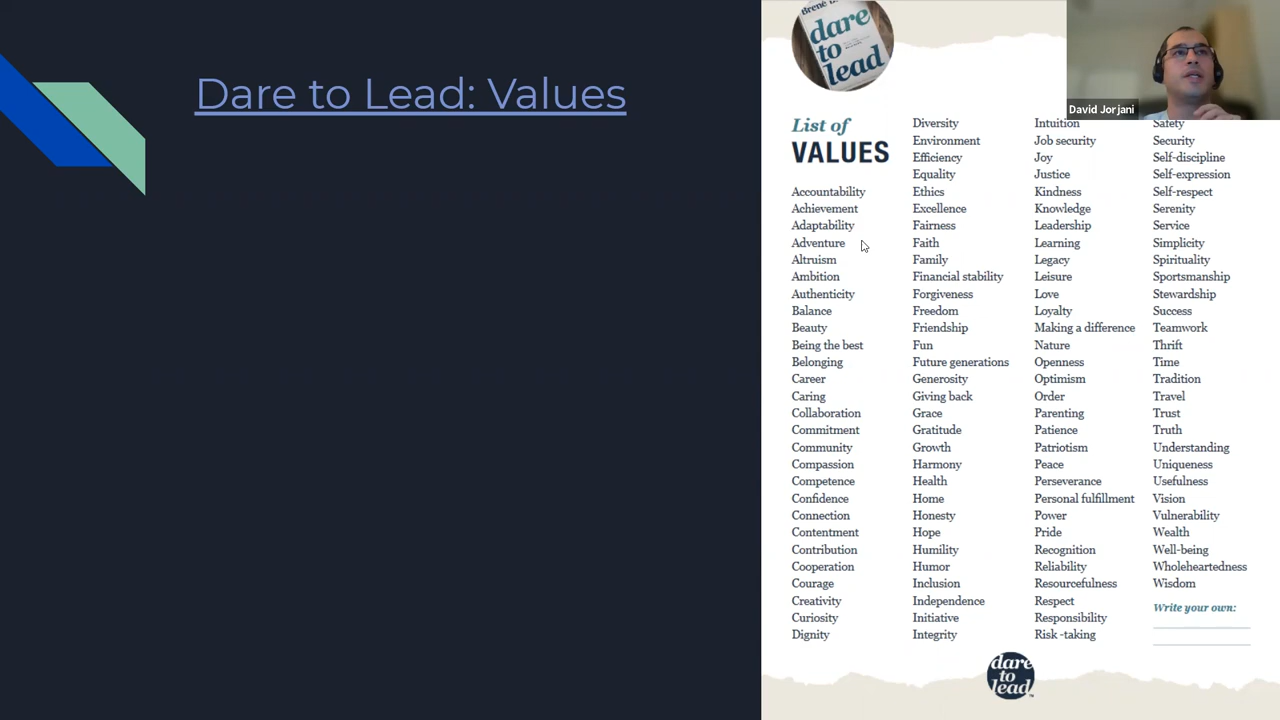 Dare to Lead: Values
dare
to
lead
David Jorjani
List of
VALUES
Accountability
Achievement
Adaptability
Adventure
Altruism
Ambition
Authenticity
Balance
Beauty
Being the best
Belonging
Career
Caring
Collaboration
Commitment
Community
Compassion
Competence
Confidence
Connection
Contentment
Contribution
Cooperation
Courage
Creativity
Curiosity
Dignity
Diversity
Environment
Efficiency
Equality
Ethics
Excellence
Fairness
Faith
Family
Financial stability
Forgiveness
Freedom
Friendship
Fun
Future generations
Generosity
Giving back
Grace
Gratitude
Growth
Harmony
Health
Home
Honesty
Hope
Humility
Humor
Inclusion
Independence
Initiative
Integrity
Intuition
Job security
Joy
Justice
Kindness
Knowledge
Leadership
Learning
Legacy
Leisure
Love
Loyalty
Making a difference
Nature
Openness
Optimism
Order
Parenting
Patience
Patriotism
Peace
Perseverance
Personal fulfillment
Power
Pride
Recognition
Reliability
Resourcefulness
Respect
Responsibility
Risk -taking
Safety
Security
Self-discipline
Self-expression
Self-respect
Serenity
Service
Simplicity
Spirituality
Sportsmanship
Stewardship
Success
Teamwork
Thrift
Time
Tradition
Travel
Trust
Truth
Understanding
Uniqueness
Usefulness
Vision
Vulnerability
Wealth
Well-being
Wholeheartedness
Wisdom
Write your own:
dare
to
lead